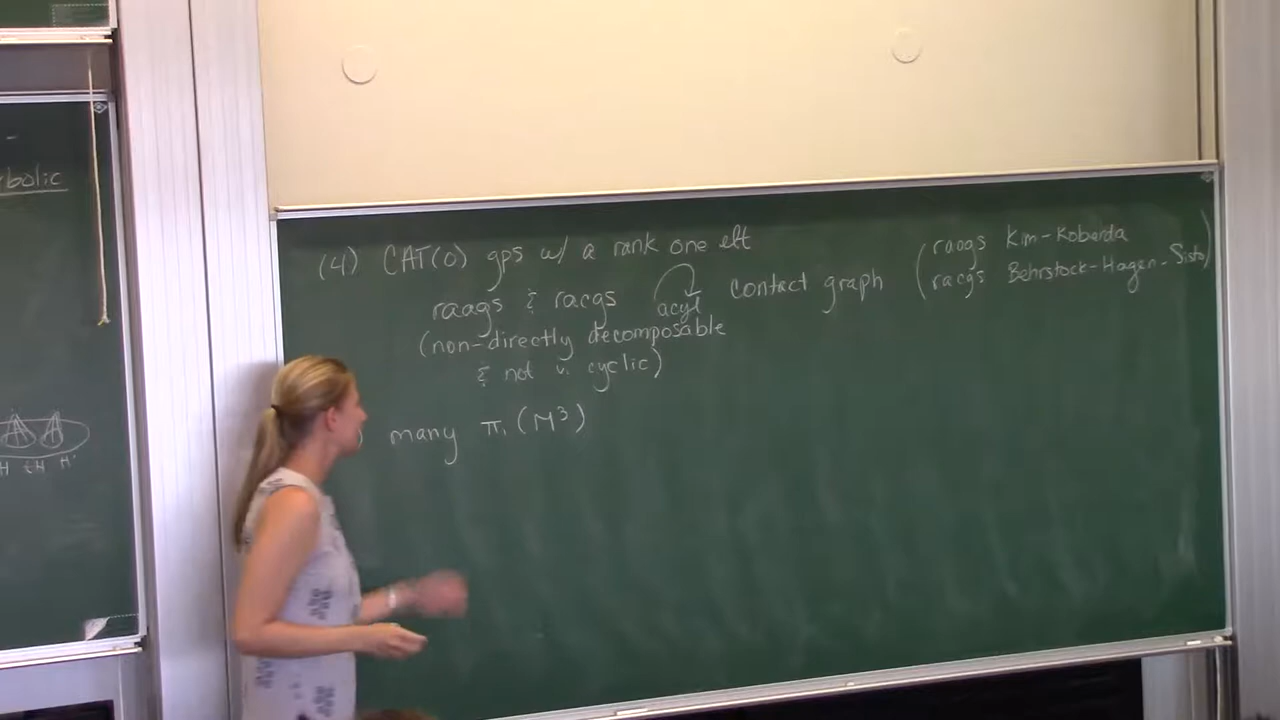 bolic
H tH H'
(4) CAT(0) gps w/ a rank one elt
raags & racgs acyl contact graph (raags Kim-Koberda
racgs Behrstock-Hagen-Sisto)
(non-directly decomposable
& not v. cyclic)
) many π₁(M³)